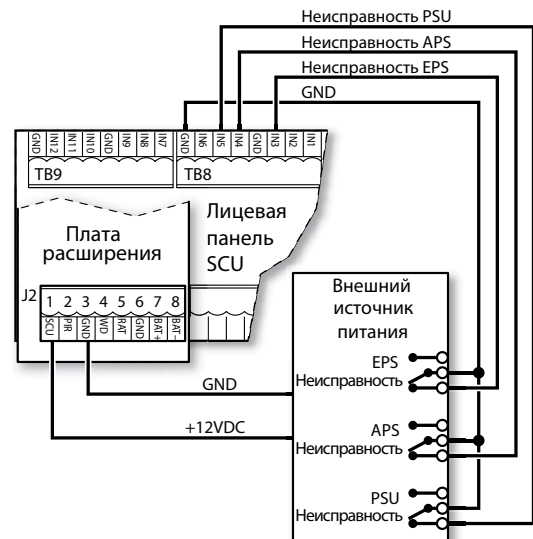 Неисправность PSU
Неисправность APS
Неисправность EPS
GND
GND
IN12
IN11
IN10
GND
IN9
IN8
IN7
GND
IN6
IN5
IN4
GND
IN3
IN2
IN1
TB9
TB8
Плата
расширения
Лицевая
панель
SCU
J2
1 2 3 4 5 6 7 8
SCU
PIR
GND
WD
RAT
GND
BAT+
BAT-
GND
+12VDC
Внешний
источник
питания
EPS
Неисправность
APS
Неисправность
PSU
Неисправность